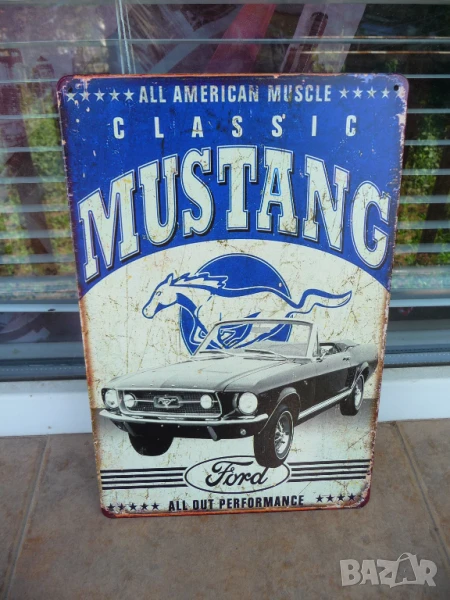 ★★★★★ ALL AMERICAN MUSCLE ★★★★★
CLASSIC
MUSTANG
Ford
★★★★★ ALL OUT PERFORMANCE ★★★★★
BAZAR